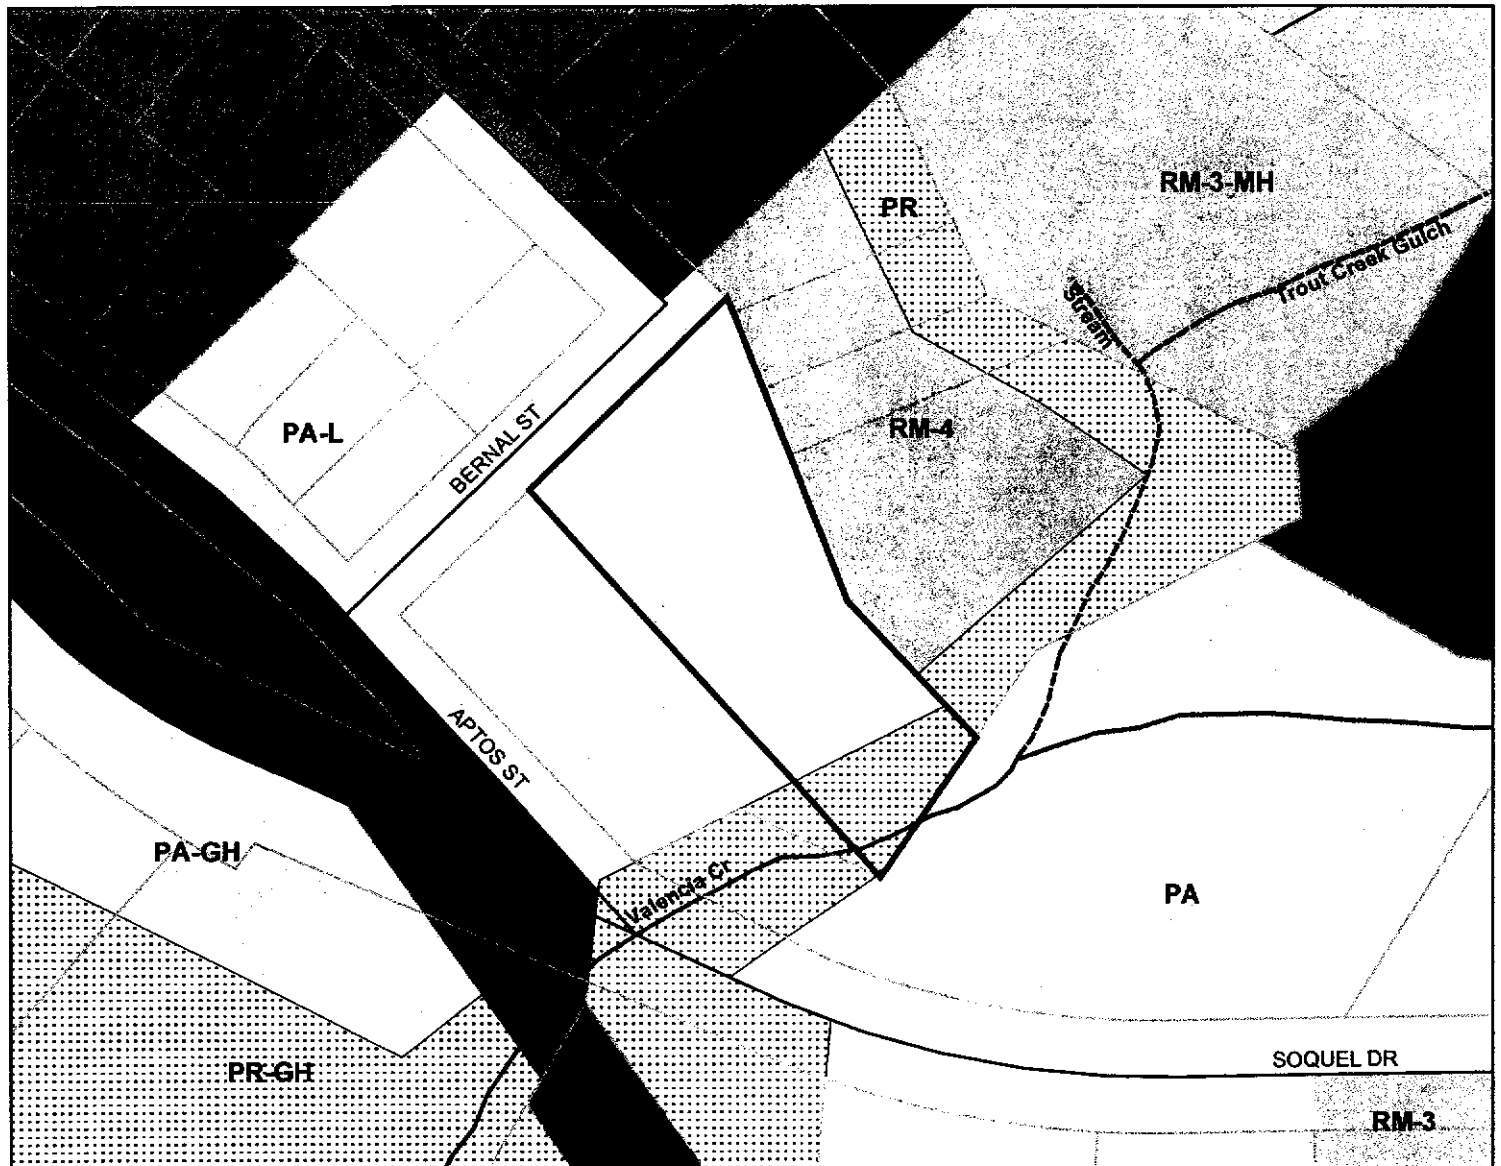 RM-3-MH
PR
Trout Creek Gulch
Stream
PA-L
BERNAL ST
RM-4
APTOS ST
PA-GH
Valencia Cr
PA
SOQUEL DR
PR-GH
RM-3